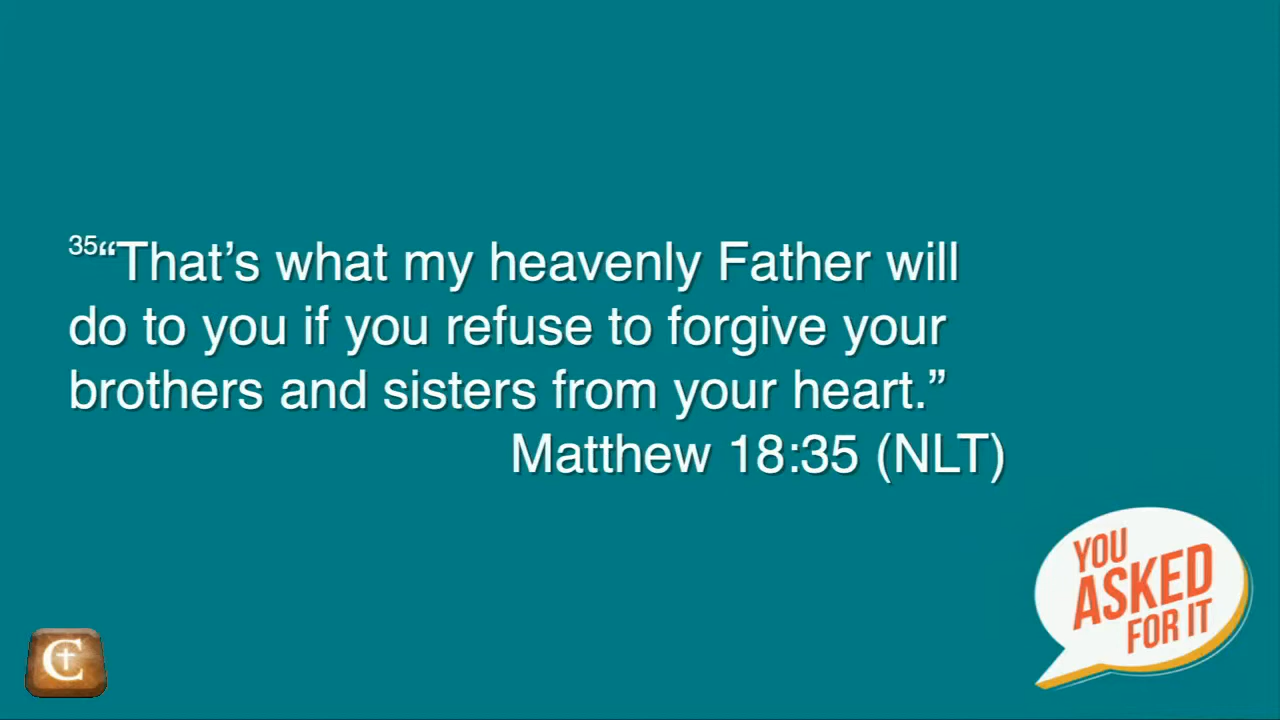 35“That’s what my heavenly Father will
do to you if you refuse to forgive your
brothers and sisters from your heart.”
Matthew 18:35 (NLT)
YOU
ASKED
FOR IT
C